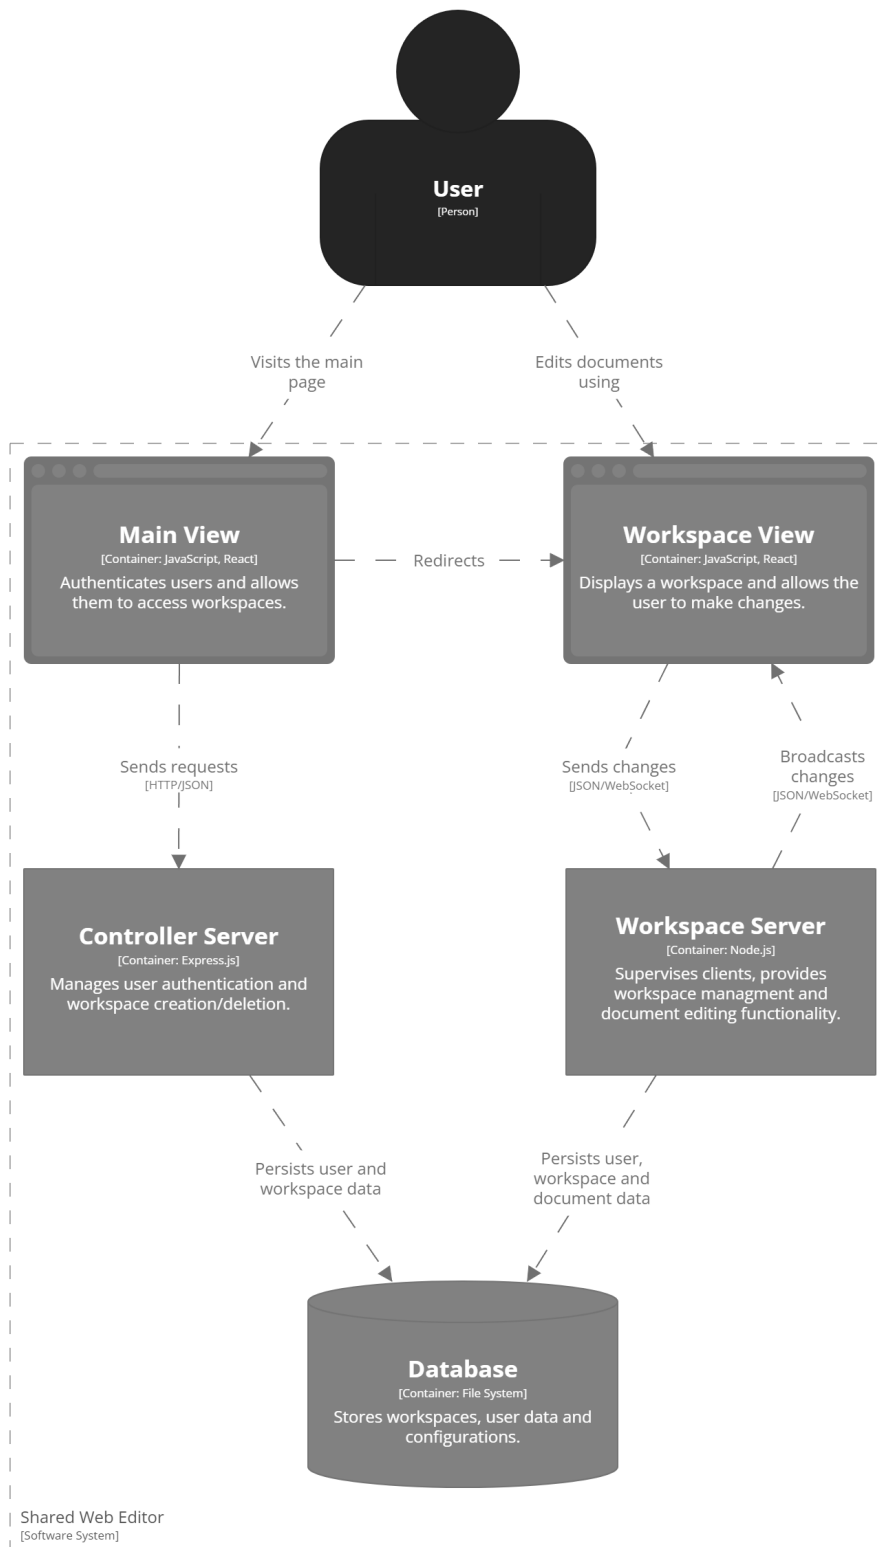 User
[Person]
Visits the main
page
Edits documents
using
Main View
[Container: JavaScript, React]
Authenticates users and allows
them to access workspaces.
Redirects
Workspace View
[Container: JavaScript, React]
Displays a workspace and allows the
user to make changes.
Sends requests
[HTTP/JSON]
Sends changes
[JSON/WebSocket]
Broadcasts
changes
[JSON/WebSocket]
Controller Server
[Container: Express.js]
Manages user authentication and
workspace creation/deletion.
Workspace Server
[Container: Node.js]
Supervises clients, provides
workspace managment and
document editing functionality.
Persists user and
workspace data
Persists user,
workspace and
document data
Database
[Container: File System]
Stores workspaces, user data and
configurations.
Shared Web Editor
[Software System]